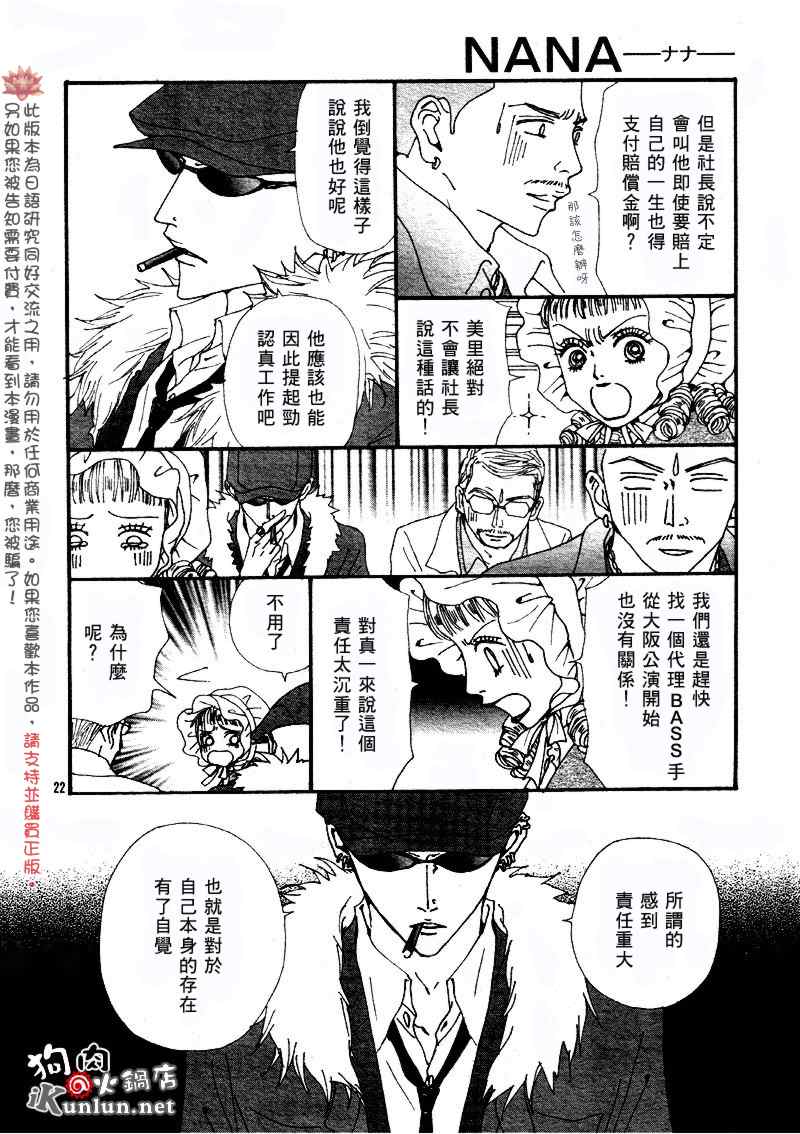 NANA
—ナナ—
但是社長說不定
會叫他即使要賠上
自己的一生也得
支付賠償金啊？
那該怎麼辦呀
我倒覺得這樣子
說說他也好呢
他應該也能
因此提起勁
認真工作吧
美里絕對
不會讓社長
說這種話的！
我們還是趕快
找一個代理BASS手
從大阪公演開始
也沒有關係！
對真一來說這個
責任太沉重了！
不用了
為什麼
呢？
所謂的
感到
責任重大
也就是對於
自己本身的存在
有了自覺
22
此版本為日語研究同好交流之用，請勿用於任何商業用途。如果您喜歡本作品，請支持並購買正版。
另如果您被告知需要付費，才能看到本漫畫，那麼，您被騙了！
狗肉
@火鍋店
iKunlun.net